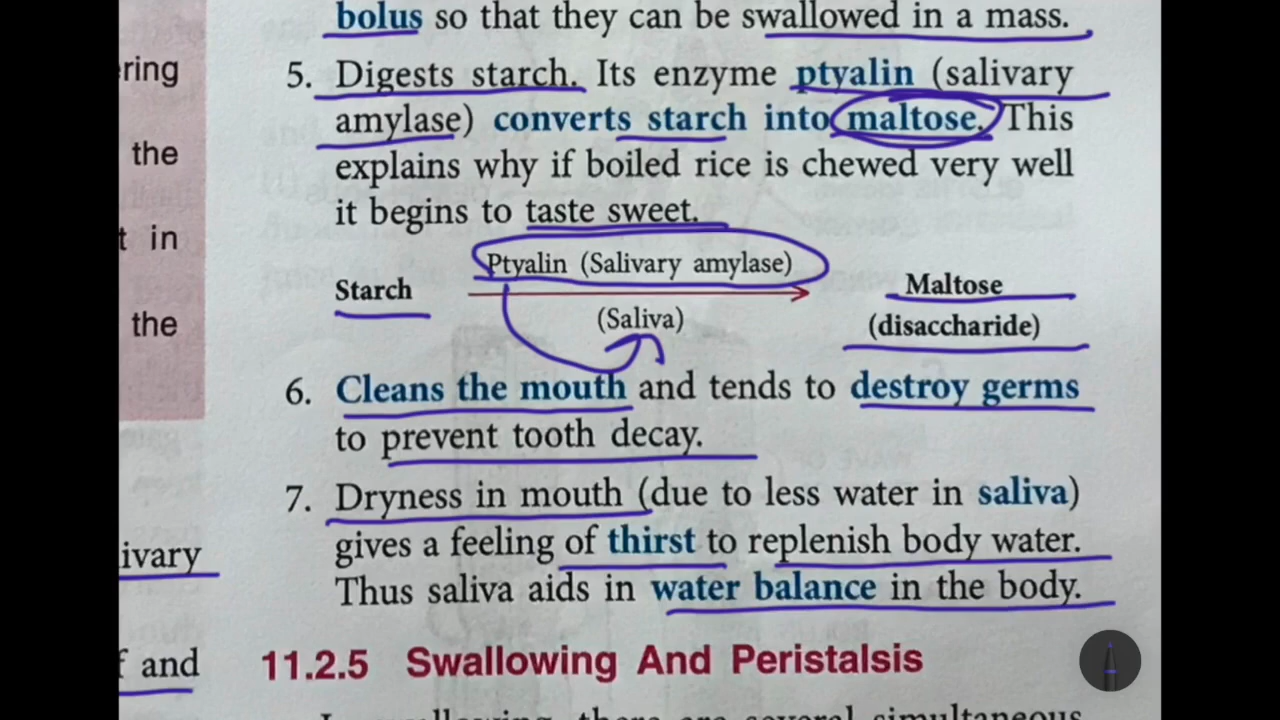 bolus so that they can be swallowed in a mass.
5. Digests starch. Its enzyme ptyalin (salivary
amylase) converts starch into maltose. This
explains why if boiled rice is chewed very well
it begins to taste sweet.
Ptyalin (Salivary amylase)
Starch
Maltose
(Saliva)
(disaccharide)
6. Cleans the mouth and tends to destroy germs
to prevent tooth decay.
7. Dryness in mouth (due to less water in saliva)
gives a feeling of thirst to replenish body water.
Thus saliva aids in water balance in the body.
11.2.5 Swallowing And Peristalsis
ering
the
t in
the
ivary
f and